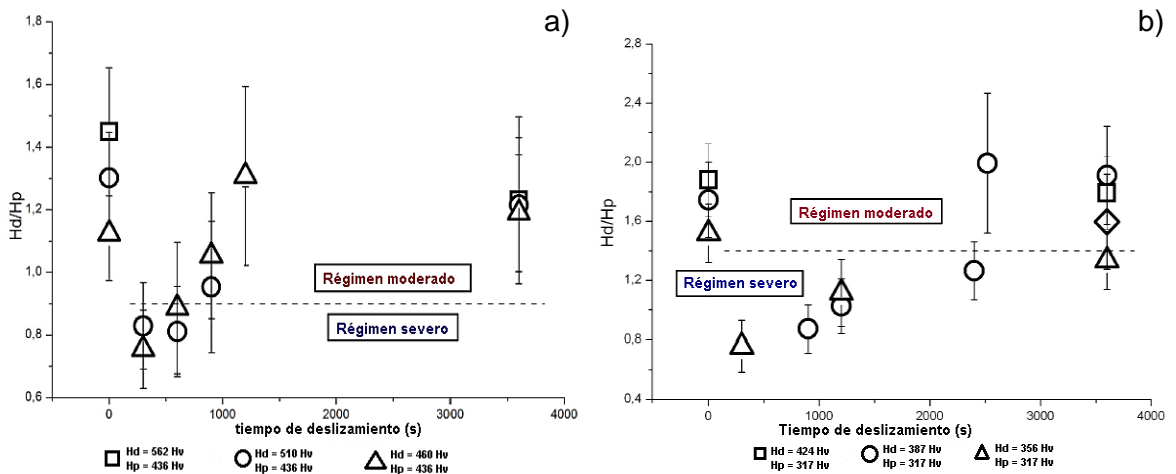 a)
1,8
1,6
1,4
1,2
1,0
0,8
0,6
Hd/Hp
Régimen moderado
Régimen severo
0
1000
2000
3000
4000
tiempo de deslizamiento (s)
Hd = 562 Hv
Hp = 436 Hv
Hd = 510 Hv
Hp = 436 Hv
Hd = 460 Hv
Hp = 436 Hv
b)
2,8
2,4
2,0
1,6
1,2
0,8
0,4
Hd/Hp
Régimen moderado
Régimen severo
0
1000
2000
3000
4000
Tiempo de deslizamiento (s)
Hd = 424 Hv
Hp = 317 Hv
Hd = 387 Hv
Hp = 317 Hv
Hd = 356 Hv
Hp = 317 Hv